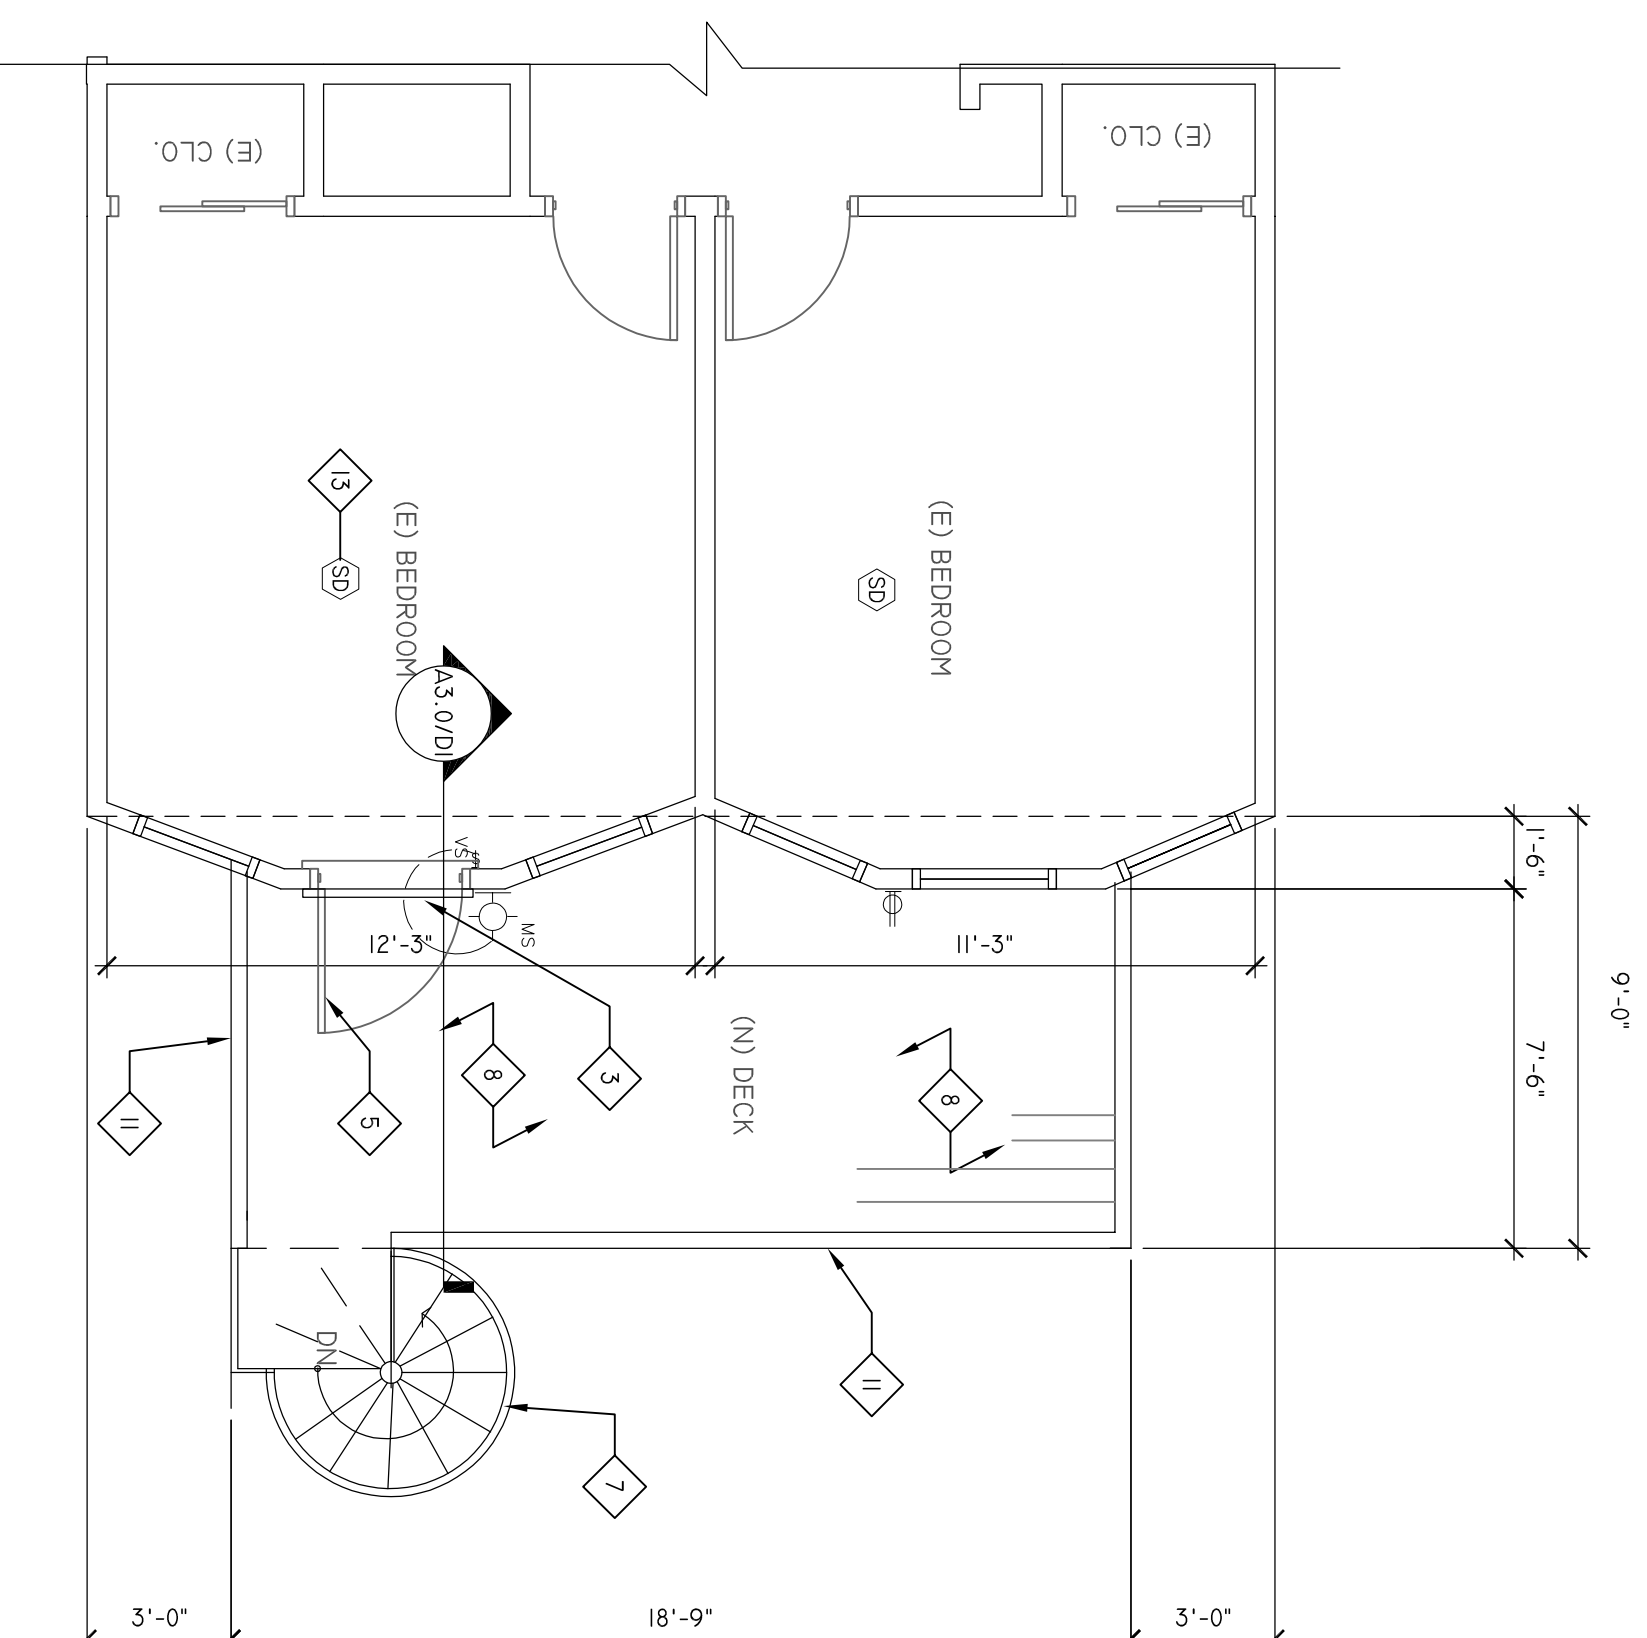 (E) CLO.
(E) CLO.
13
(E) BEDROOM
SD
(E) BEDROOM
SD
A3.0/D1
VS
MS
1'-6"
12'-3"
11'-3"
9'-0"
7'-6"
(N) DECK
8
3
8
11
5
DN
11
7
3'-0"
18'-9"
3'-0"